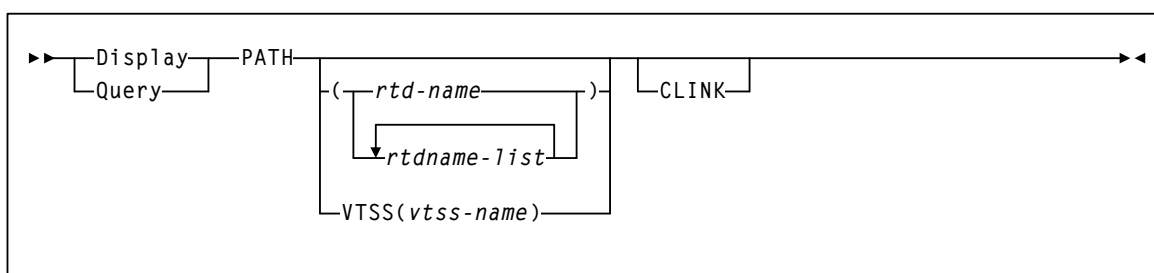 Display PATH
Query ( rtd-name ) CLINK
rtdname-list
VTSS(vtss-name)